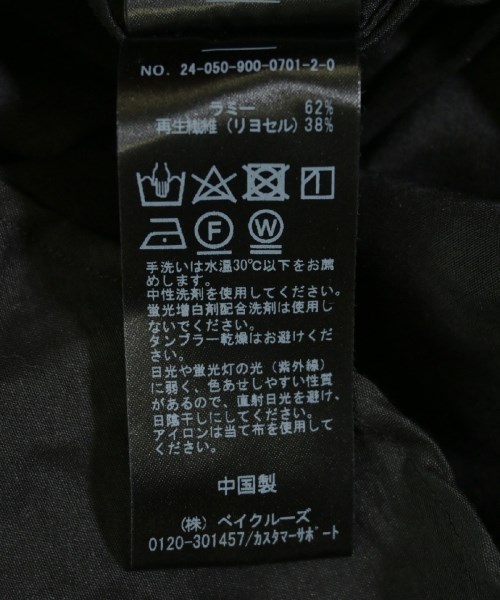 NO. 24-050-900-0701-2-0
ラミー 62%
再生繊維 (リヨセル) 38%
F W
手洗いは水温30℃以下をお薦
めします。
中性洗剤を使用してください。
蛍光増白剤配合洗剤は使用し
ないでください。
タンブラー乾燥はお避けくだ
さい。
日光や蛍光灯の光 (紫外線)
に弱く、色あせしやすい性質
があるので、直射日光を避け、
日陰干しにしてください。
アイロンは当て布を使用して
ください。
中国製
(株) ベイクルーズ
0120-301457/カスタマーサポート